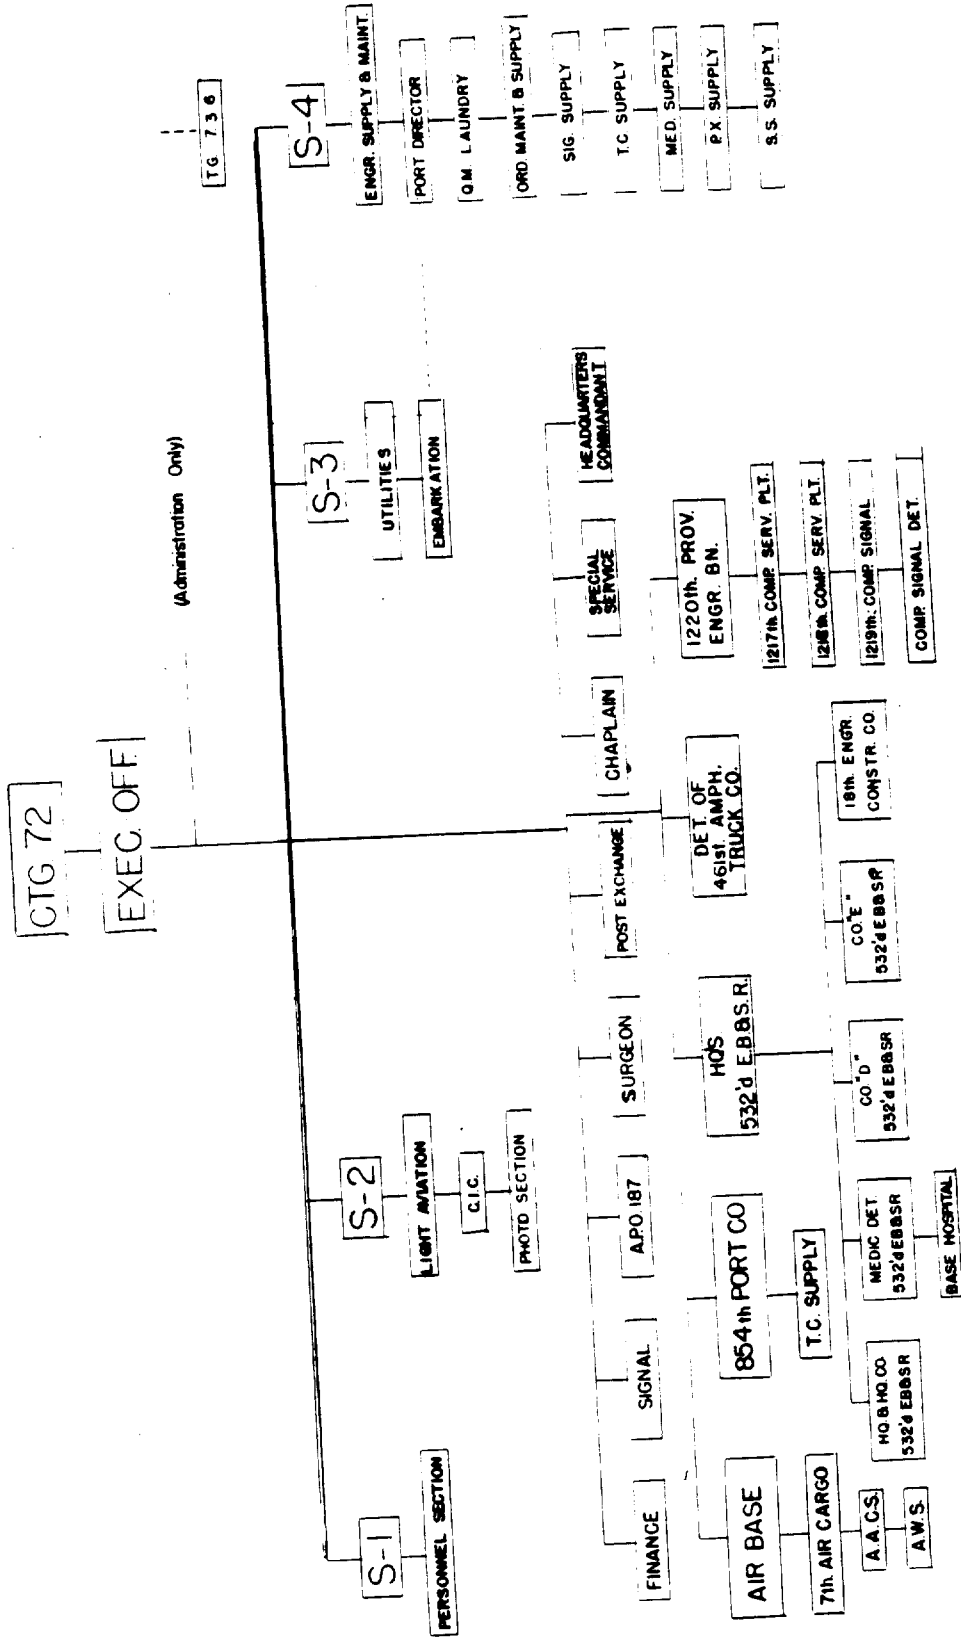 CTG 72
EXEC. OFF.
(Administration Only)
TG 7.3 6
S-1
PERSONNEL SECTION
S-2
LIGHT AVIATION
C.I.C.
PHOTO SECTION
S-3
UTILITIES
EMBARKATION
S-4
ENGR. SUPPLY & MAINT.
PORT DIRECTOR
Q.M. LAUNDRY
ORD. MAINT. & SUPPLY
SIG. SUPPLY
T.C. SUPPLY
MED. SUPPLY
P.X. SUPPLY
S.S. SUPPLY
FINANCE
SIGNAL
A.P.O. 187
SURGEON
POST EXCHANGE
CHAPLAIN
SPECIAL
SERVICE
HEADQUARTERS
COMMANDANT
AIR BASE
7th. AIR CARGO
A.A.C.S.
A.W.S.
854th PORT CO
T.C. SUPPLY
HQ'S
532'd E.B.&S.R.
DET. OF
461st. AMPH.
TRUCK CO.
1220th. PROV.
ENGR. BN.
1217th COMP. SERV. PLT.
1218th. COMP. SERV. PLT.
1219th. COMP. SIGNAL
COMP. SIGNAL DET.
HQ. & HQ. CO.
532'd EB&SR
MEDIC DET.
532'd EB&SR
BASE HOSPITAL
CO. "D"
532'd EB&SR
CO. "E"
532'd EB&SR
18th. ENGR.
CONSTR. CO.